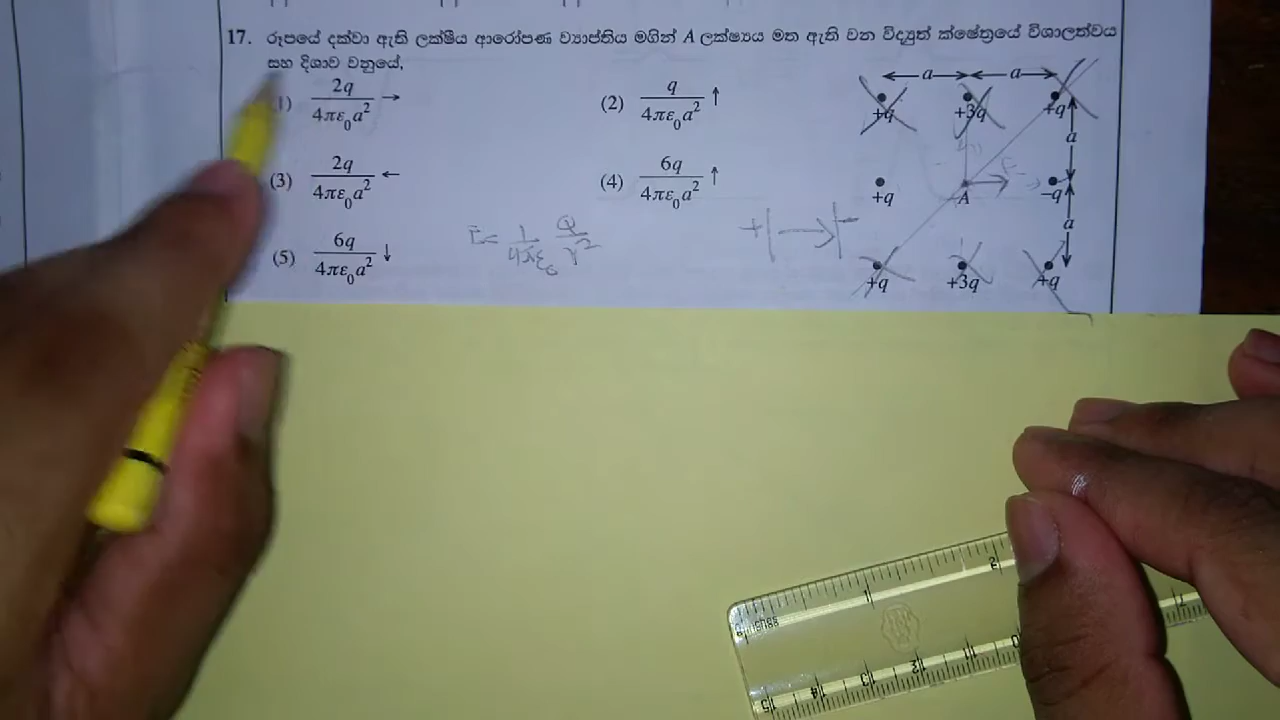 17. රූපයේ දක්වා ඇති ලක්ෂීය ආරෝපණ ව්‍යාප්තිය මගින් A ලක්ෂ්‍යය මත ඇති වන විද්‍යුත් ක්ෂේත්‍රයේ විශාලත්වය
සහ දිශාව වනුයේ,
1) 2q/4πε₀a² →
(2) q/4πε₀a² ↑
(3) 2q/4πε₀a² ←
(4) 6q/4πε₀a² ↑
(5) 6q/4πε₀a² ↓
E = 1/4πε₀ Q/r²
+ → -
a a
+q +3q +q
a
+q A -q
a
+q +3q +q